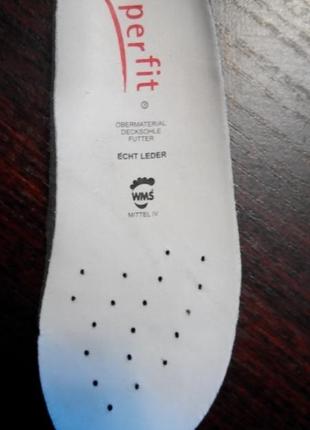 perfit
®
OBERMATERIAL
DECKSOHLE
FUTTER
ECHT LEDER
WMS
MITTEL IV